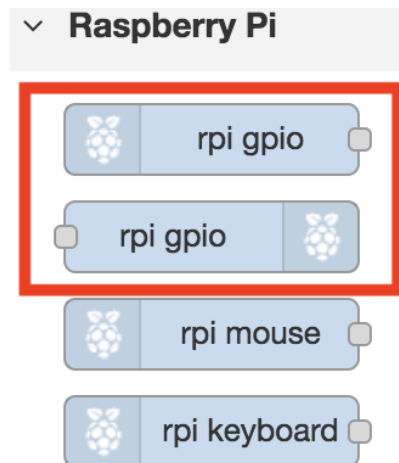 Raspberry Pi
rpi gpio
rpi gpio
rpi mouse
rpi keyboard